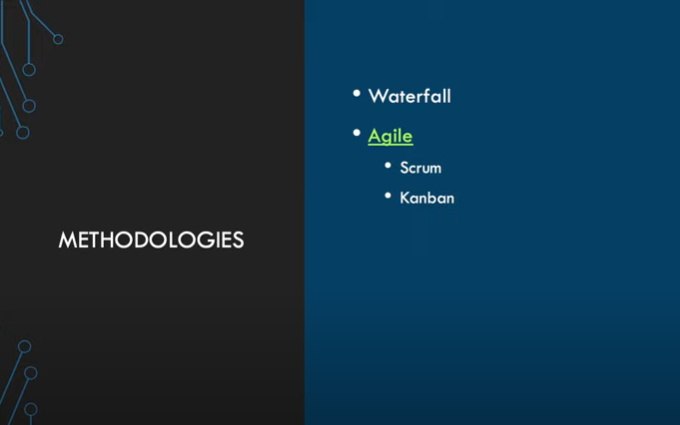 METHODOLOGIES
• Waterfall
• Agile
• Scrum
• Kanban